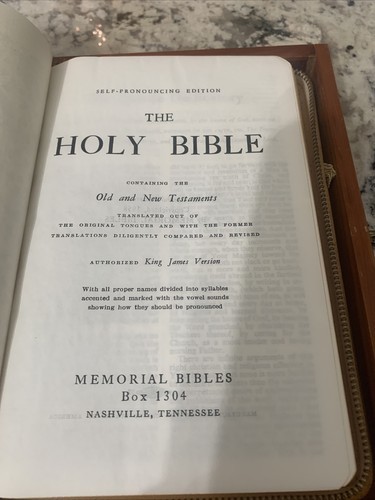 SELF-PRONOUNCING EDITION
THE
HOLY BIBLE
CONTAINING THE
Old and New Testaments
TRANSLATED OUT OF
THE ORIGINAL TONGUES AND WITH THE FORMER
TRANSLATIONS DILIGENTLY COMPARED AND REVISED
AUTHORIZED King James Version
With all proper names divided into syllables
accented and marked with the vowel sounds
showing how they should be pronounced
MEMORIAL BIBLES
Box 1304
NASHVILLE, TENNESSEE